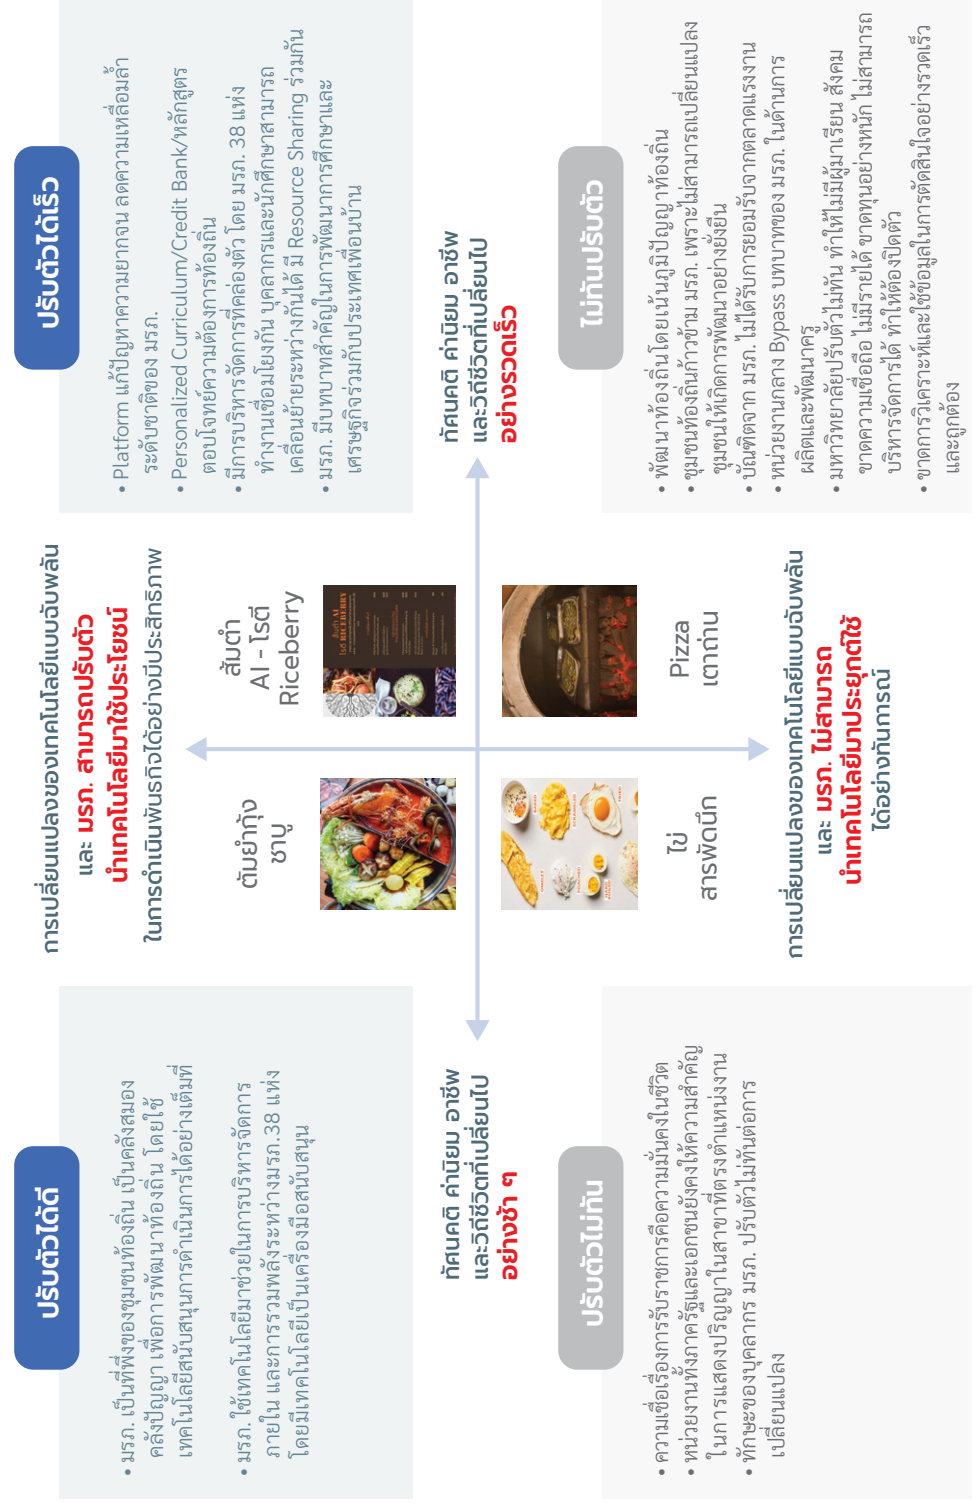 ปรับตัวได้ดี
• มรภ. เป็นที่พึ่งของชุมชนท้องถิ่น เป็นคลังสมอง
คลังปัญญา เพื่อการพัฒนาท้องถิ่น โดยใช้
เทคโนโลยีสนับสนุนการดำเนินการได้อย่างเต็มที่
• มรภ. ใช้เทคโนโลยีมาช่วยในการบริหารจัดการ
ภายใน และการรวมพลังระหว่างมรภ.38 แห่ง
โดยมีเทคโนโลยีเป็นเครื่องมือสนับสนุน
การเปลี่ยนแปลงของเทคโนโลยีแบบฉับพลัน
และ มรภ. สามารถปรับตัว
นำเทคโนโลยีมาใช้ประโยชน์
ในการดำเนินพันธกิจได้อย่างมีประสิทธิภาพ
ปรับตัวได้เร็ว
• Platform แก้ปัญหาความยากจน ลดความเหลื่อมล้ำ
ระดับชาติของ มรภ.
• Personalized Curriculum/Credit Bank/หลักสูตร
ตอบโจทย์ความต้องการท้องถิ่น
• มีการบริหารจัดการที่คล่องตัว โดย มรภ. 38 แห่ง
ทำงานเชื่อมโยงกัน บุคลากรและนักศึกษาสามารถ
เคลื่อนย้ายระหว่างกันได้ มี Resource Sharing ร่วมกัน
• มรภ. มีบทบาทสำคัญในการพัฒนาการศึกษาและ
เศรษฐกิจร่วมกับประเทศเพื่อนบ้าน
ต้มยำกุ้ง
ชาบู
ส้มตำ
AI - โรตี
Riceberry
ส้มตำ AI
โรตี RICEBERRY
ทัศนคติ ค่านิยม อาชีพ
และวิถีชีวิตที่เปลี่ยนไป
อย่างช้า ๆ
ทัศนคติ ค่านิยม อาชีพ
และวิถีชีวิตที่เปลี่ยนไป
อย่างรวดเร็ว
OMELET
POACHED
SCRAMBLED
FRIED
ไข่
สารพัดนึก
Pizza
เตาถ่าน
ปรับตัวไม่ทัน
• ความเชื่อเรื่องการรับราชการคือความมั่นคงในชีวิต
• หน่วยงานทั้งภาครัฐและเอกชนยังคงให้ความสำคัญ
ในการแสดงปริญญาในสาขาที่ตรงตำแหน่งงาน
• ทักษะของบุคลากร มรภ. ปรับตัวไม่ทันต่อการ
เปลี่ยนแปลง
การเปลี่ยนแปลงของเทคโนโลยีแบบฉับพลัน
และ มรภ. ไม่สามารถ
นำเทคโนโลยีมาประยุกต์ใช้
ได้อย่างทันการณ์
ไม่ทันปรับตัว
• พัฒนาท้องถิ่นโดยเน้นภูมิปัญญาท้องถิ่น
• ชุมชนท้องถิ่นก้าวข้าม มรภ. เพราะไม่สามารถเปลี่ยนแปลง
ชุมชนให้เกิดการพัฒนาอย่างยั่งยืน
• บัณฑิตจาก มรภ. ไม่ได้รับการยอมรับจากตลาดแรงงาน
• หน่วยงานกลาง Bypass บทบาทของ มรภ. ในด้านการ
ผลิตและพัฒนาครู
• มหาวิทยาลัยปรับตัวไม่ทัน ทำให้ไม่มีผู้มาเรียน สังคม
ขาดความเชื่อถือ ไม่มีรายได้ ขาดทุนอย่างหนัก ไม่สามารถ
บริหารจัดการได้ ทำให้ต้องปิดตัว
• ขาดการวิเคราะห์และใช้ข้อมูลในการตัดสินใจอย่างรวดเร็ว
และถูกต้อง